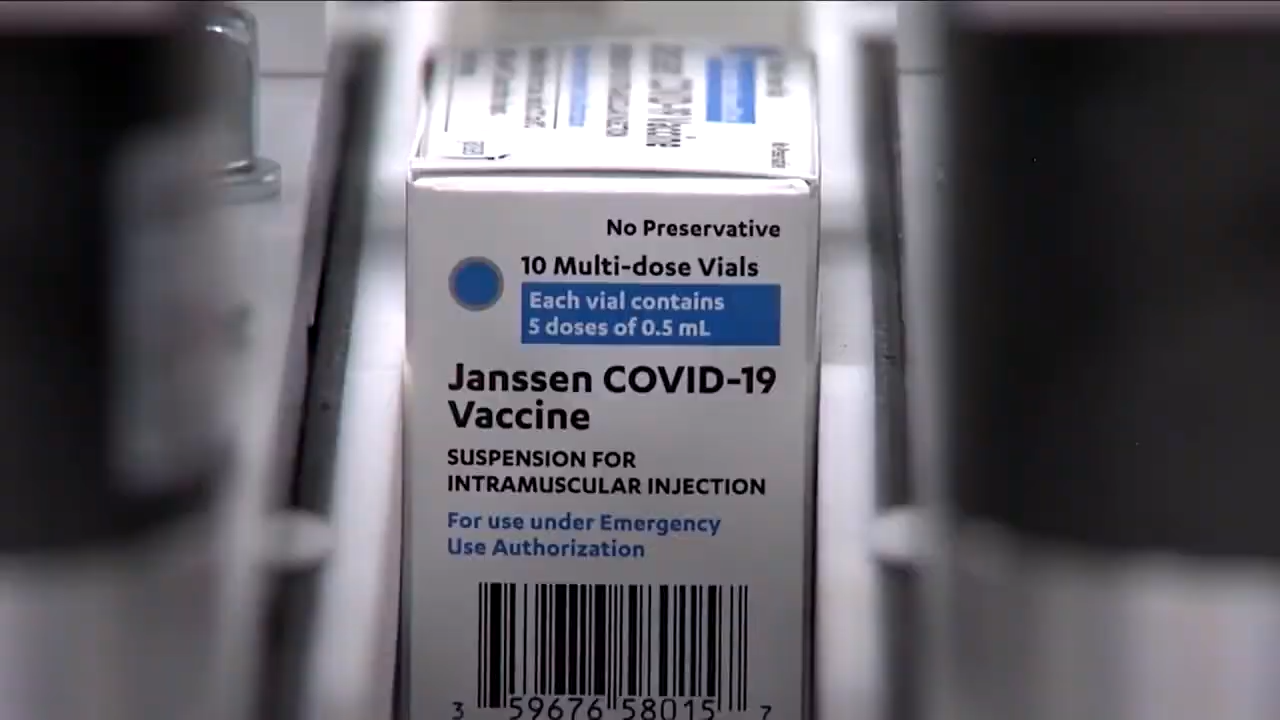 No Preservative
10 Multi-dose Vials
Each vial contains
5 doses of 0.5 mL
Janssen COVID-19
Vaccine
SUSPENSION FOR
INTRAMUSCULAR INJECTION
For use under Emergency
Use Authorization
3 59676 58015 7